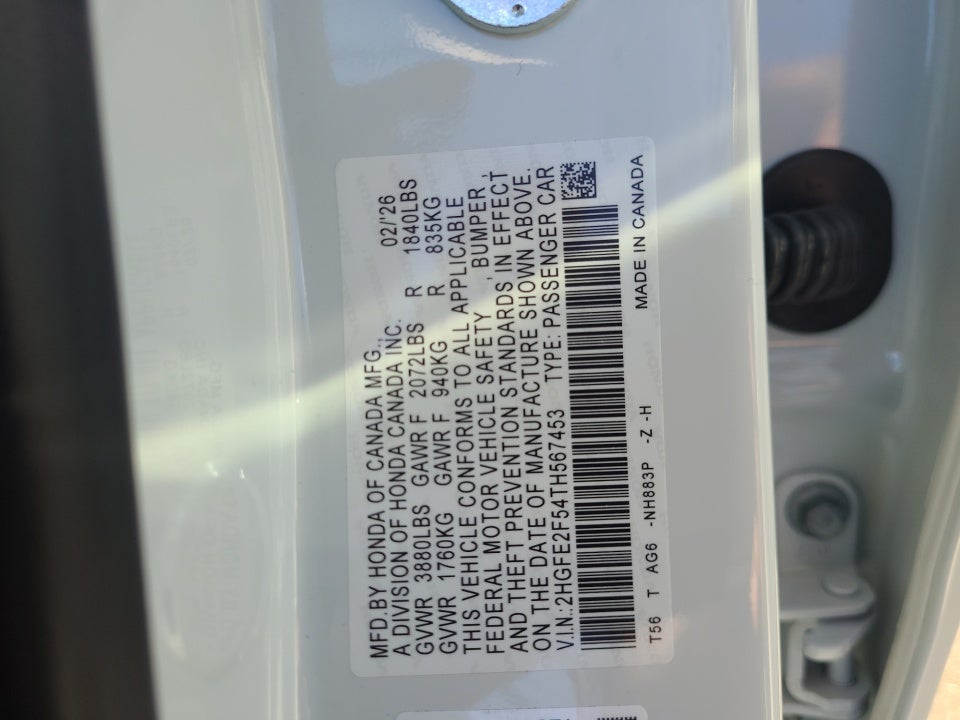 MFD.BY HONDA OF CANADA MFG., 02/'26
A DIVISION OF HONDA CANADA INC.
GVWR 3880LBS GAWR F 2072LBS R 1840LBS
GVWR 1760KG GAWR F 940KG R 835KG
THIS VEHICLE CONFORMS TO ALL APPLICABLE
FEDERAL MOTOR VEHICLE SAFETY , BUMPER ,
AND THEFT PREVENTION STANDARDS IN EFFECT
ON THE DATE OF MANUFACTURE SHOWN ABOVE.
V.I.N.:2HGFE2F54TH567453 TYPE: PASSENGER CAR
T56 T AG6 -NH883P -Z -H MADE IN CANADA